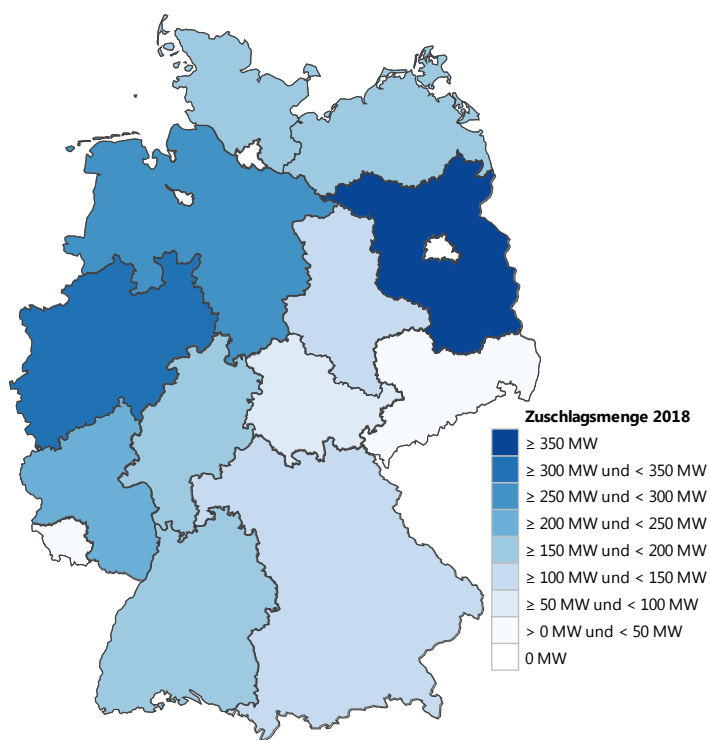 Zuschlagsmenge 2018
≥ 350 MW
≥ 300 MW und < 350 MW
≥ 250 MW und < 300 MW
≥ 200 MW und < 250 MW
≥ 150 MW und < 200 MW
≥ 100 MW und < 150 MW
≥ 50 MW und < 100 MW
> 0 MW und < 50 MW
0 MW